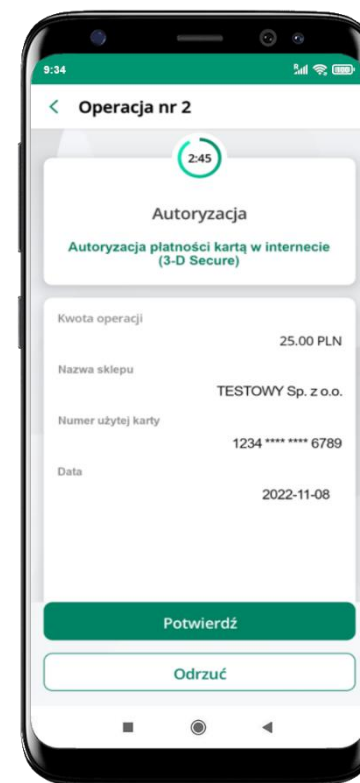 9:34
Operacja nr 2
2:45
Autoryzacja
Autoryzacja płatności kartą w internecie
(3-D Secure)
Kwota operacji
25.00 PLN
Nazwa sklepu
TESTOWY Sp. z o.o.
Numer użytej karty
1234 **** **** 6789
Data
2022-11-08
Potwierdź
Odrzuć